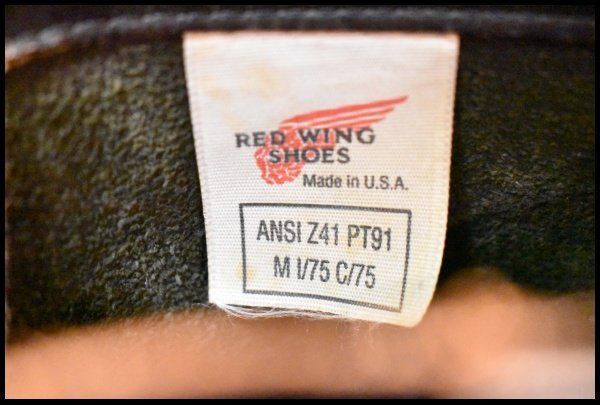 RED WING
SHOES
Made in U.S.A.
ANSI Z41 PT91
M I/75 C/75